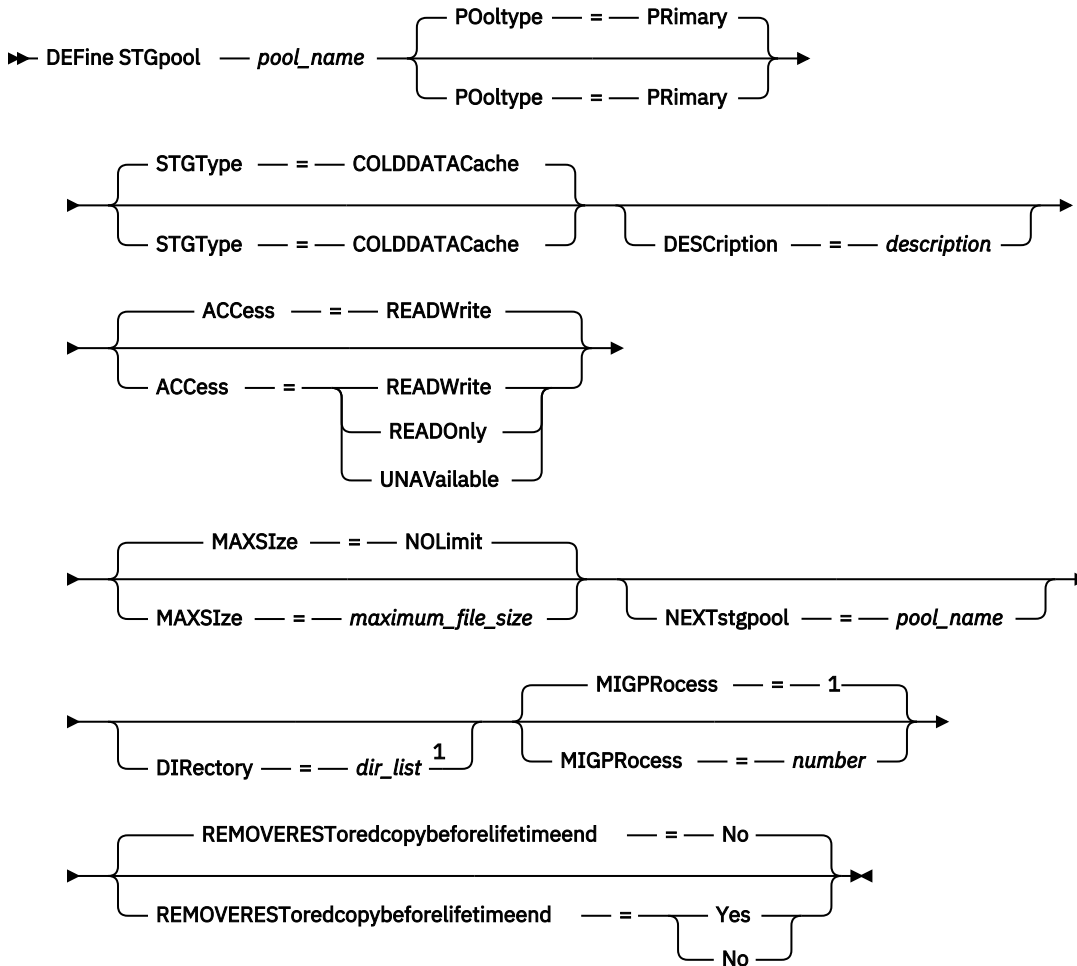 POoltype = PRimary
DEFine STGpool pool_name
POoltype = PRimary
STGType = COLDDATACache
STGType = COLDDATACache
DESCription = description
ACCess = READWrite
ACCess = READWrite
READOnly
UNAVailable
MAXSIze = NOLimit
MAXSIze = maximum_file_size
NEXTstgpool = pool_name
MIGPRocess = 1
DIRectory = dir_list 1
MIGPRocess = number
REMOVERESToredcopybeforelifetimeend = No
REMOVERESToredcopybeforelifetimeend = Yes
No